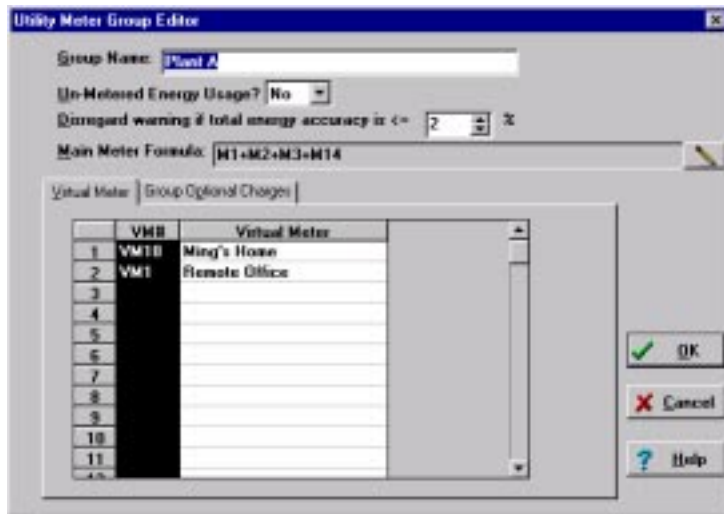 Utility Meter Group Editor
Group Name: Plant A
Un-Metered Energy Usage? No
Disregard warning if total energy accuracy is <= 2 %
Main Meter Formula: M1+M2+M3+M14
Virtual Meter Group Optional Charges
VM# Virtual Meter
1 VM10 Ming's Home
2 VM1 Remote Office
3
4
5
6
7
8
9
10
11
12
OK
Cancel
Help